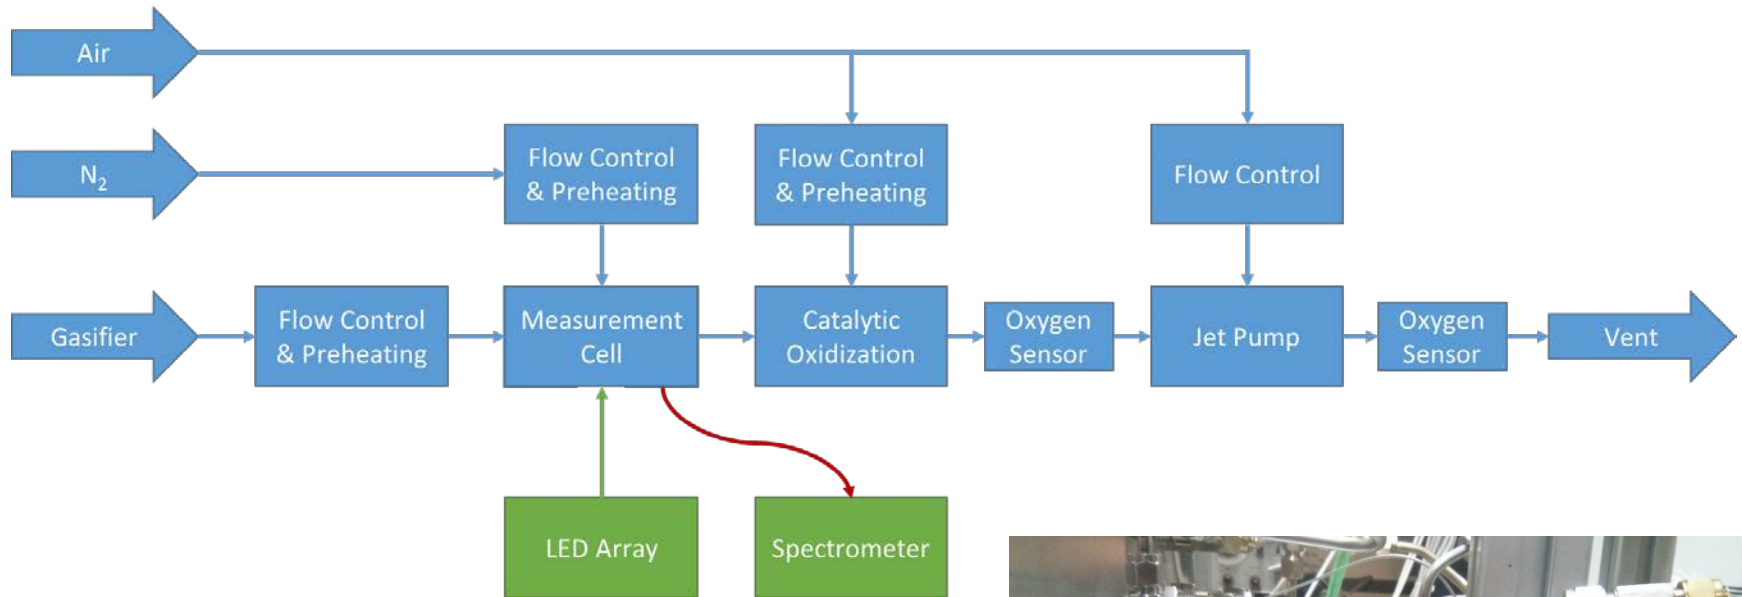 Air
N₂
Flow Control
& Preheating
Flow Control
& Preheating
Flow Control
Gasifier
Flow Control
& Preheating
Measurement
Cell
Catalytic
Oxidization
Oxygen
Sensor
Jet Pump
Oxygen
Sensor
Vent
LED Array
Spectrometer